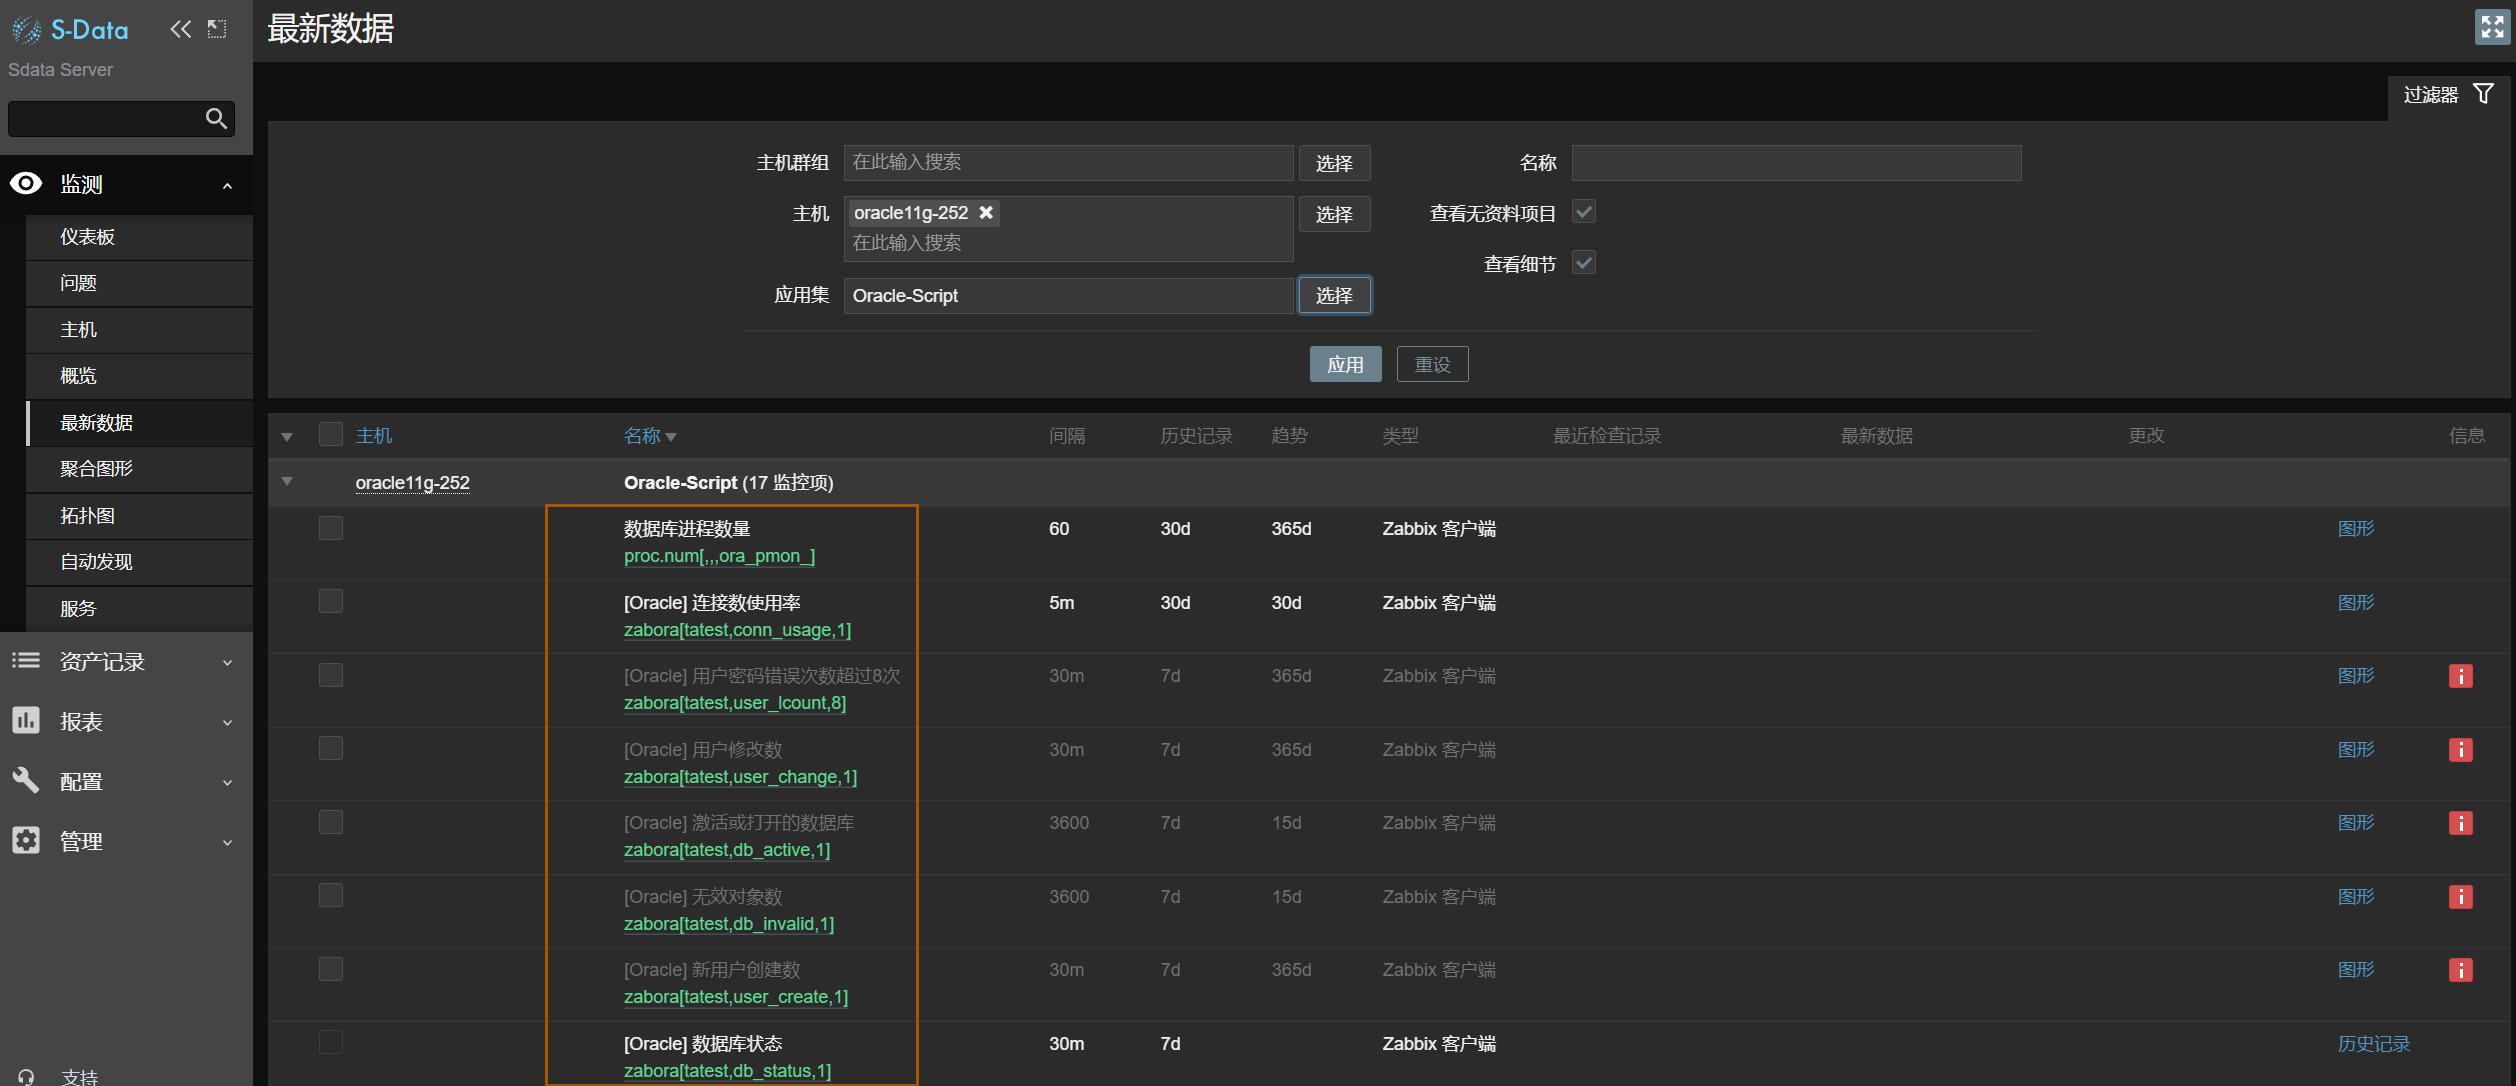 S-Data
Sdata Server
最新数据
过滤器
监测
仪表板
问题
主机
概览
最新数据
聚合图形
拓扑图
自动发现
服务
资产记录
报表
配置
管理
支持
主机群组 在此输入搜索 选择 名称
主机 oracle11g-252 选择 查看无资料项目
在此输入搜索
查看细节
应用集 Oracle-Script 选择
应用 重设
主机 名称 间隔 历史记录 趋势 类型 最近检查记录 最新数据 更改 信息
oracle11g-252 Oracle-Script (17 监控项)
数据库进程数量 60 30d 365d Zabbix 客户端 图形
proc.num[,,,ora_pmon_]
[Oracle] 连接数使用率 5m 30d 30d Zabbix 客户端 图形
zabora[tatest,conn_usage,1]
[Oracle] 用户密码错误次数超过8次 30m 7d 365d Zabbix 客户端 图形 i
zabora[tatest,user_lcount,8]
[Oracle] 用户修改数 30m 7d 365d Zabbix 客户端 图形 i
zabora[tatest,user_change,1]
[Oracle] 激活或打开的数据库 3600 7d 15d Zabbix 客户端 图形 i
zabora[tatest,db_active,1]
[Oracle] 无效对象数 3600 7d 15d Zabbix 客户端 图形 i
zabora[tatest,db_invalid,1]
[Oracle] 新用户创建数 30m 7d 365d Zabbix 客户端 图形 i
zabora[tatest,user_create,1]
[Oracle] 数据库状态 30m 7d Zabbix 客户端 历史记录
zabora[tatest,db_status,1]